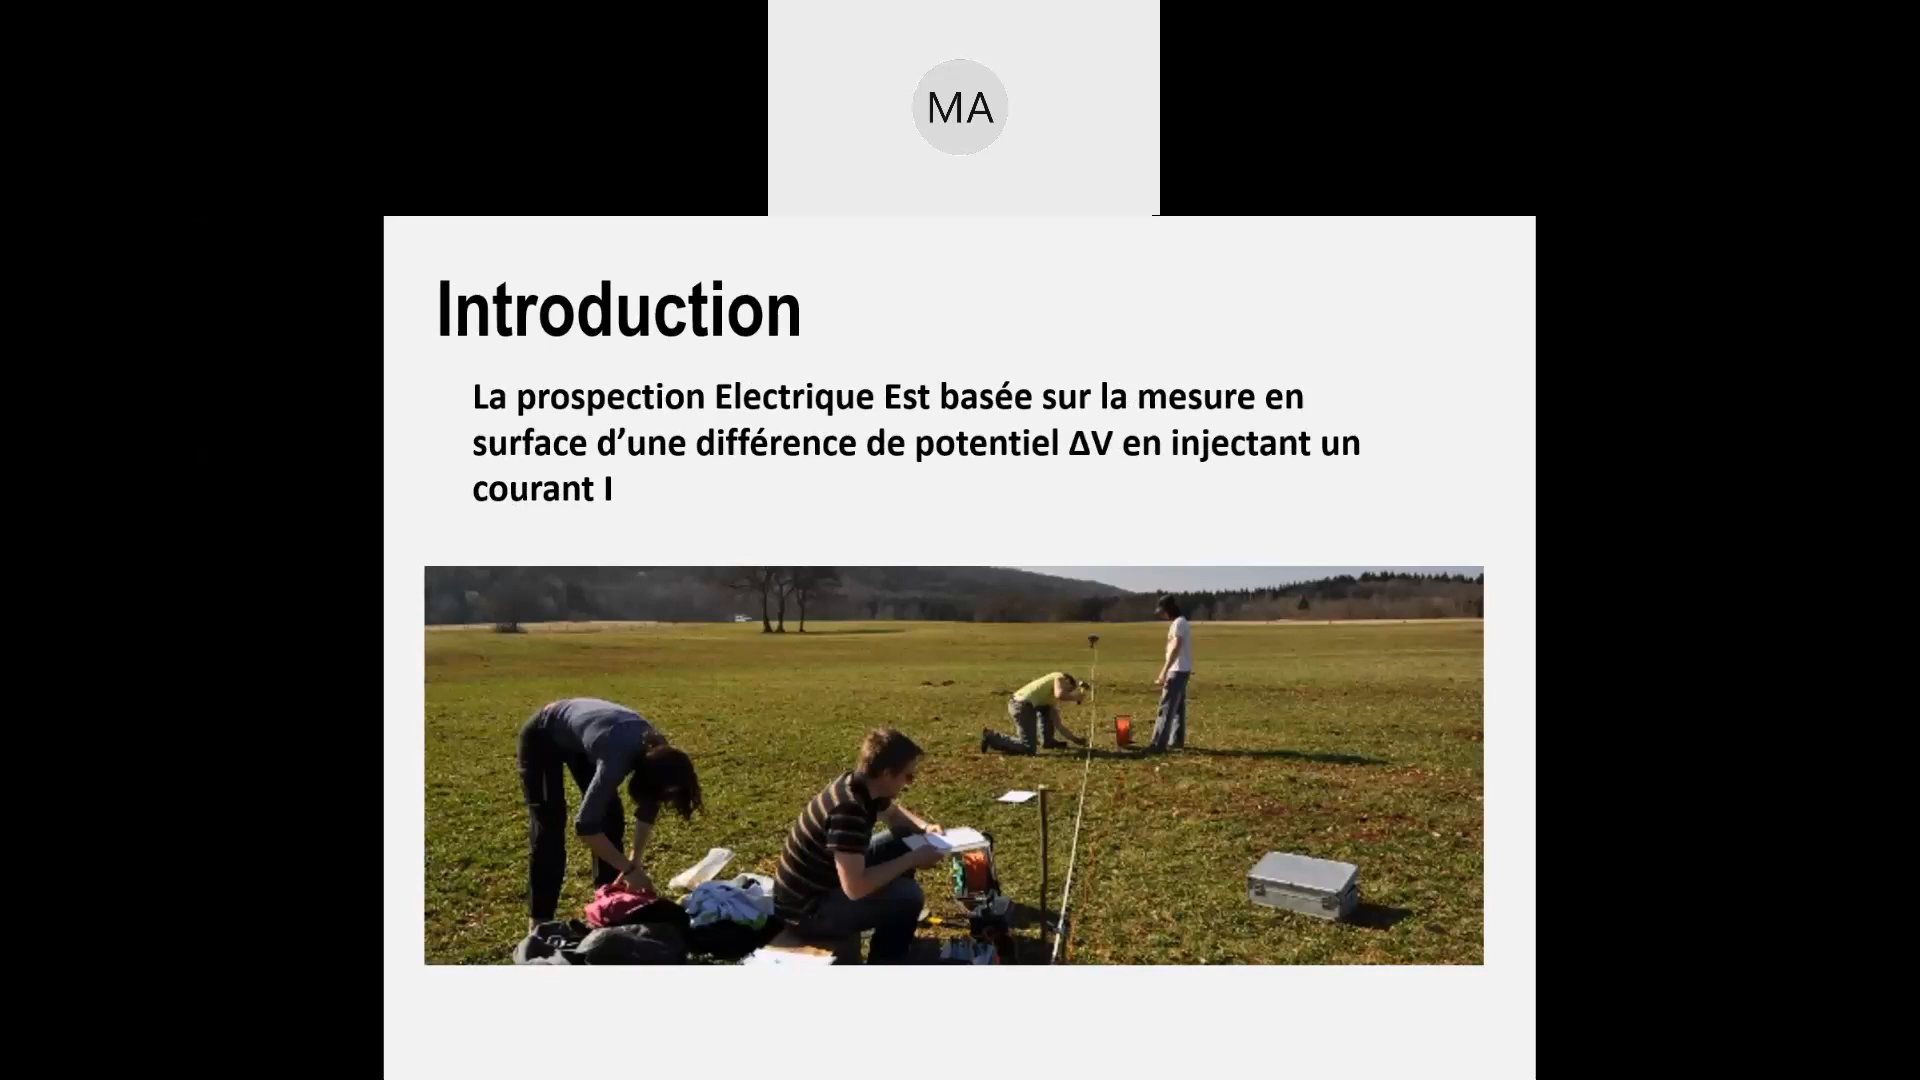 MA
Introduction
La prospection Electrique Est basée sur la mesure en
surface d’une différence de potentiel ΔV en injectant un
courant I